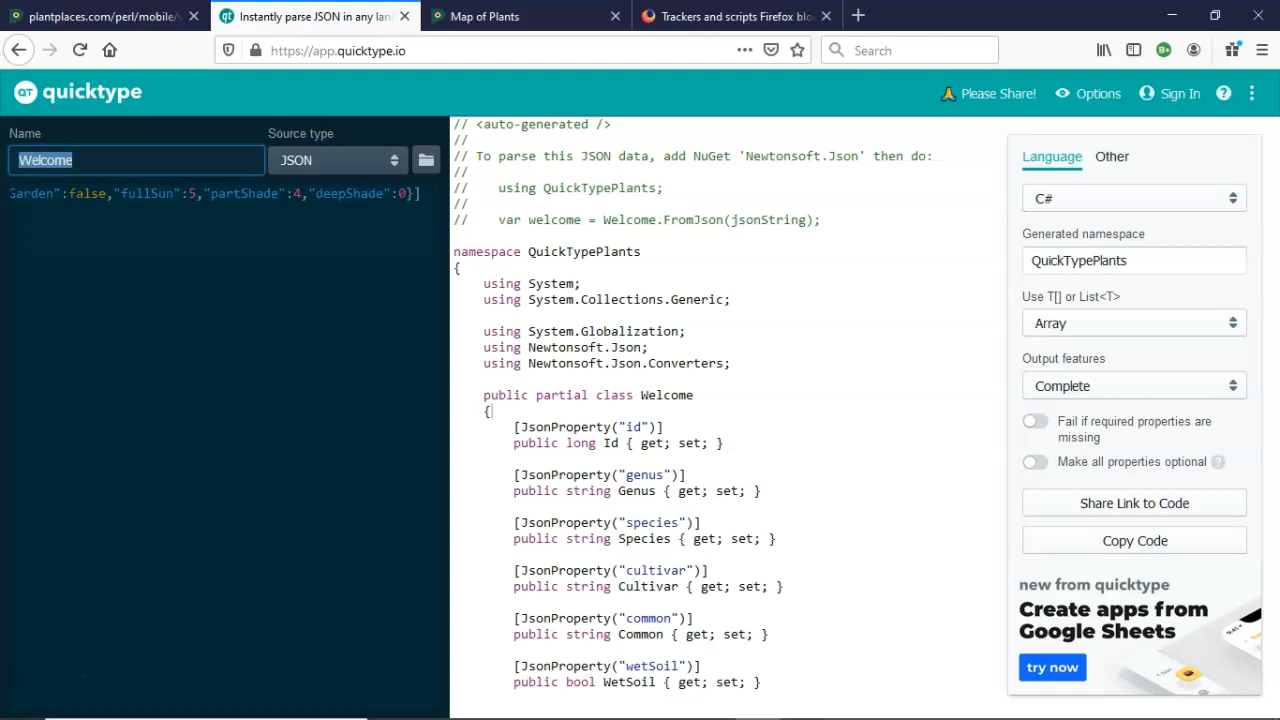 plantplaces.com/perl/mobile/
Instantly parse JSON in any lan
Map of Plants
Trackers and scripts Firefox blo
https://app.quicktype.io
Search
quicktype
Please Share!
Options
Sign In
Name
Source type
Welcome
JSON
Garden":false,"fullSun":5,"partShade":4,"deepShade":0}]
// <auto-generated />
//
// To parse this JSON data, add NuGet 'Newtonsoft.Json' then do:
//
//    using QuickTypePlants;
//
//    var welcome = Welcome.FromJson(jsonString);
namespace QuickTypePlants
{
using System;
using System.Collections.Generic;
using System.Globalization;
using Newtonsoft.Json;
using Newtonsoft.Json.Converters;
public partial class Welcome
{
[JsonProperty("id")]
public long Id { get; set; }
[JsonProperty("genus")]
public string Genus { get; set; }
[JsonProperty("species")]
public string Species { get; set; }
[JsonProperty("cultivar")]
public string Cultivar { get; set; }
[JsonProperty("common")]
public string Common { get; set; }
[JsonProperty("wetSoil")]
public bool WetSoil { get; set; }
Language
Other
C#
Generated namespace
QuickTypePlants
Use T[] or List<T>
Array
Output features
Complete
Fail if required properties are
missing
Make all properties optional
Share Link to Code
Copy Code
new from quicktype
Create apps from
Google Sheets
try now